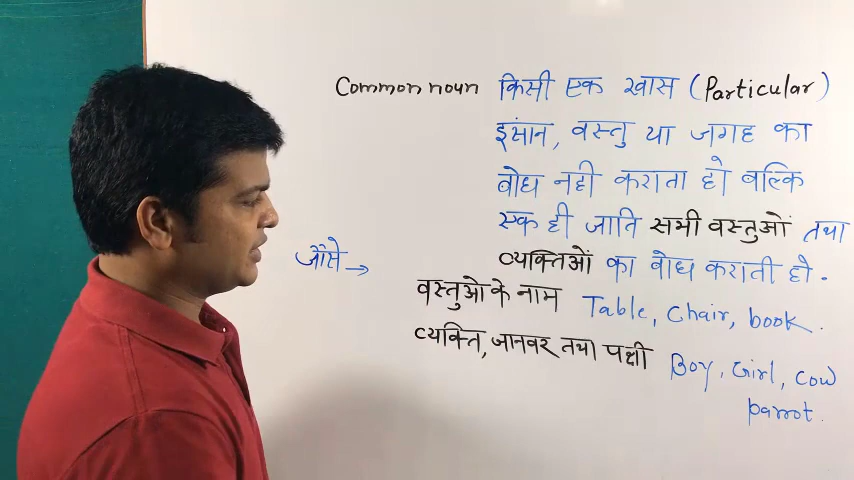 Common noun किसी एक खास (Particular)
इंसान, वस्तु या जगह का
बोध नही कराता हो बल्कि
एक ही जाति सभी वस्तुओं तथा
व्यक्तिओं का बोध कराती हो.
जैसे →
वस्तुओ के नाम Table, Chair, book.
व्यक्ति, जानवर तथा पक्षी Boy, Girl, Cow
parrot.